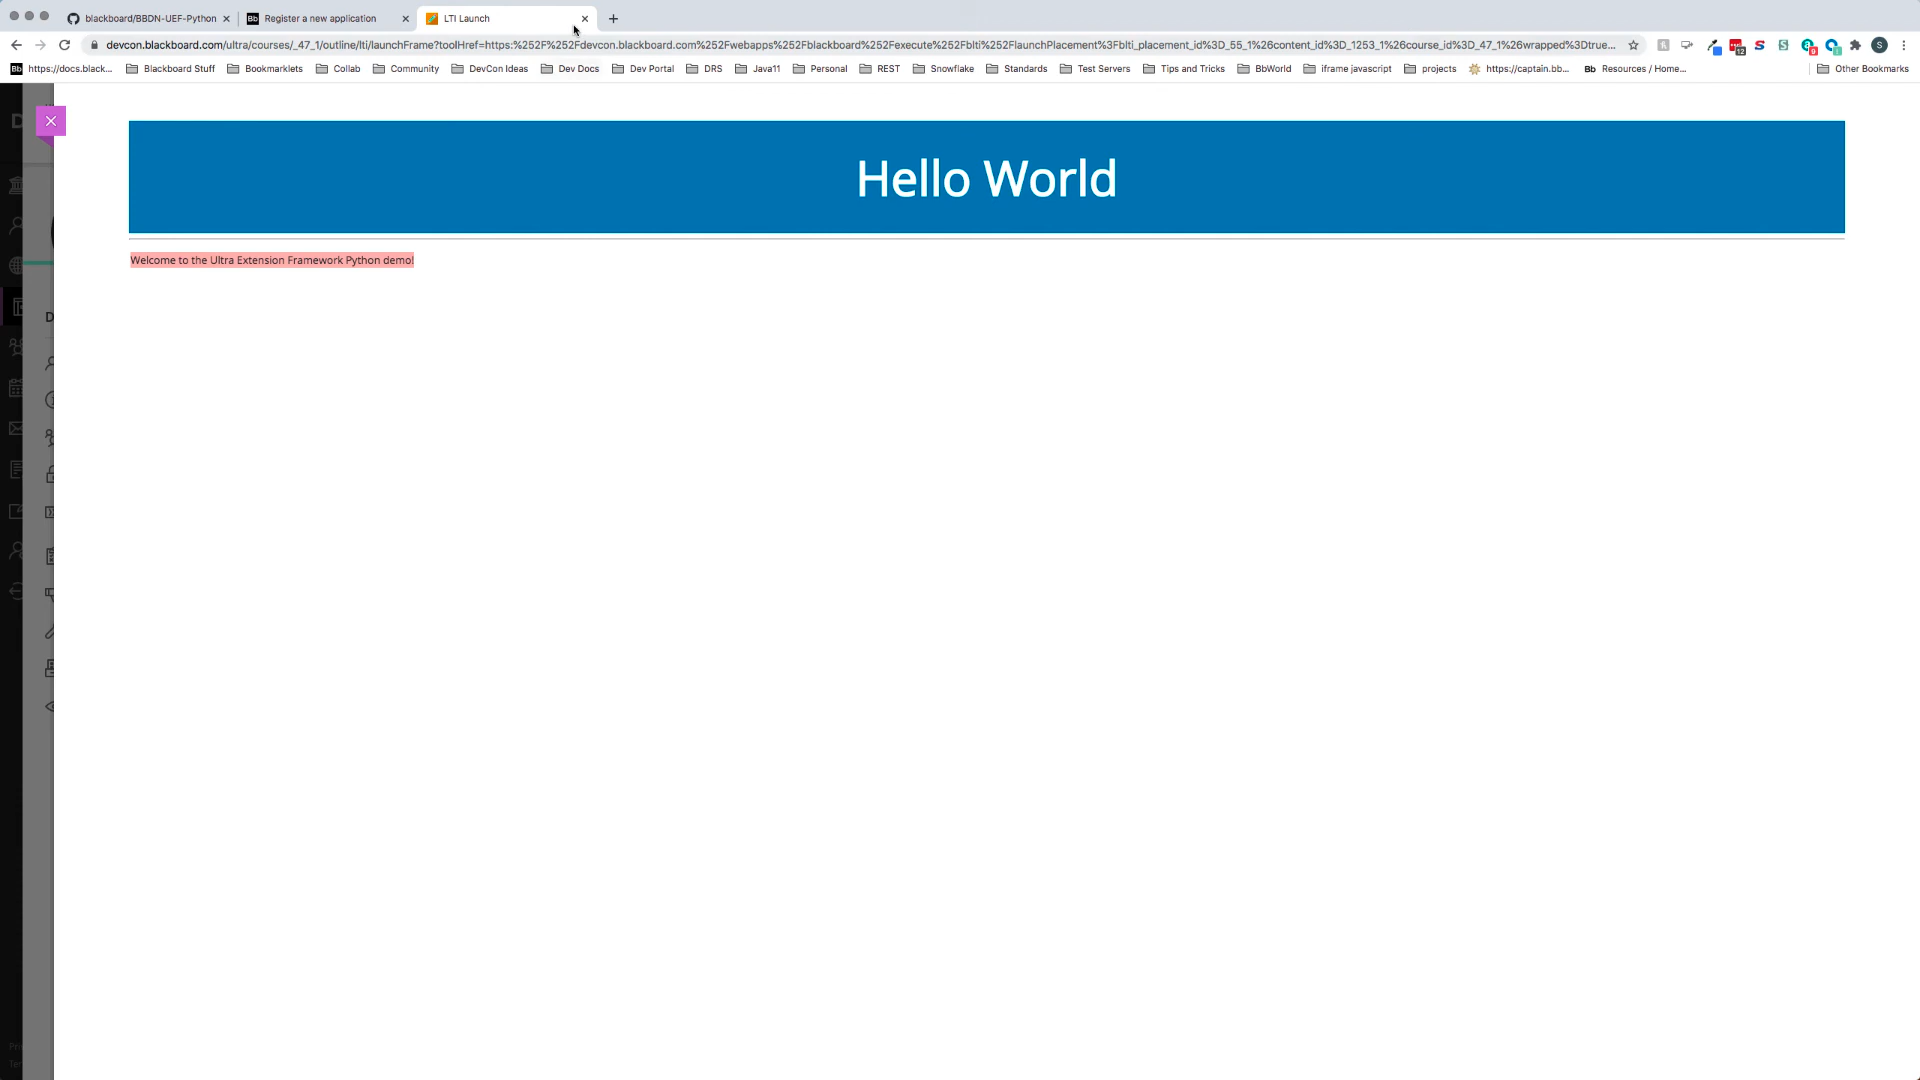 blackboard/BBDN-UEF-Python
Register a new application
LTI Launch
devcon.blackboard.com/ultra/courses/_47_1/outline/lti/launchFrame?toolHref=https:%252F%252Fdevcon.blackboard.com%252Fwebapps%252Fblackboard%252Fexecute%252Fblti%252FlaunchPlacement%3Fblti_placement_id%3D_55_1%26content_id%3D_1253_1%26course_id%3D_47_1%26wrapped%3Dtrue...
Bb https://docs.black... Blackboard Stuff Bookmarklets Collab Community DevCon Ideas Dev Docs Dev Portal DRS Java11 Personal REST Snowflake Standards Test Servers Tips and Tricks BbWorld iframe javascript projects https://captain.bb... Bb Resources / Home... Other Bookmarks
Hello World
Welcome to the Ultra Extension Framework Python demo!